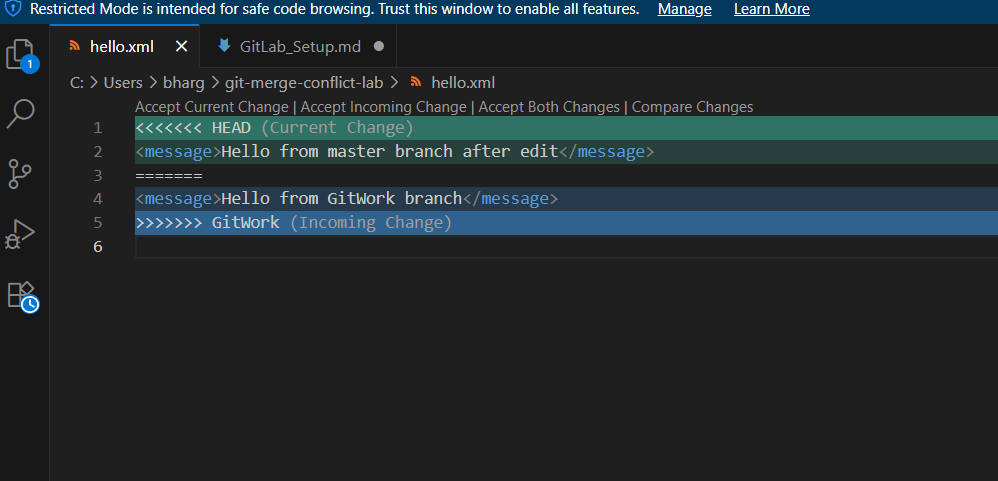 Restricted Mode is intended for safe code browsing. Trust this window to enable all features. Manage Learn More
hello.xml GitLab_Setup.md
C: > Users > bharg > git-merge-conflict-lab > hello.xml
Accept Current Change | Accept Incoming Change | Accept Both Changes | Compare Changes
1 <<<<<<< HEAD (Current Change)
2 <message>Hello from master branch after edit</message>
3 =======
4 <message>Hello from GitWork branch</message>
5 >>>>>>> GitWork (Incoming Change)
6
1